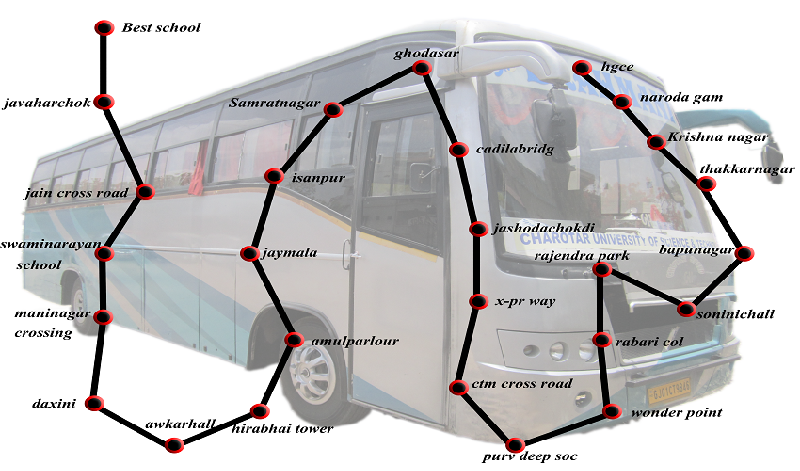 Best school
ghodasar
hgce
javaharchok
Samratnagar
naroda gam
Krishna nagar
cadilabridg
thakkarnagar
isanpur
jain cross road
jashodachokdi
CHAROTAR UNIVERSITY OF SCIENCE &
swaminarayan
school
jaymala
rajendra park
bapunagar
x-pr way
soninichall
maninagar
crossing
amulparlour
rabari col
ctm cross road
daxini
awkarhall
hirabhai tower
wonder point
purv deep soc